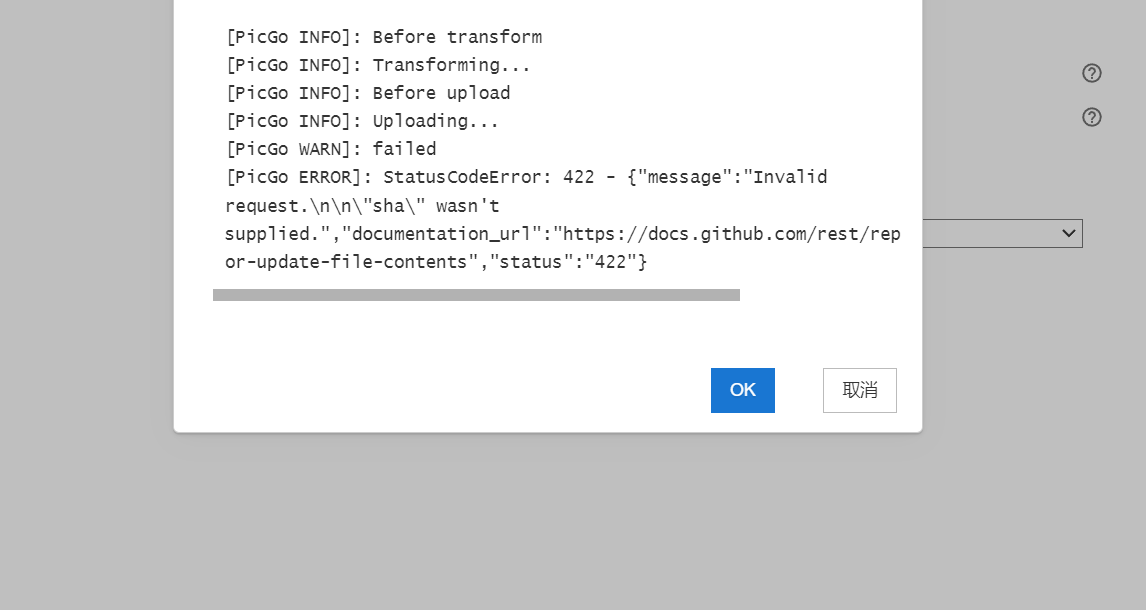 [PicGo INFO]: Before transform
[PicGo INFO]: Transforming...
[PicGo INFO]: Before upload
[PicGo INFO]: Uploading...
[PicGo WARN]: failed
[PicGo ERROR]: StatusCodeError: 422 - {"message":"Invalid
request.\n\n\"sha\" wasn't
supplied.","documentation_url":"https://docs.github.com/rest/rep
or-update-file-contents","status":"422"}
OK
取消